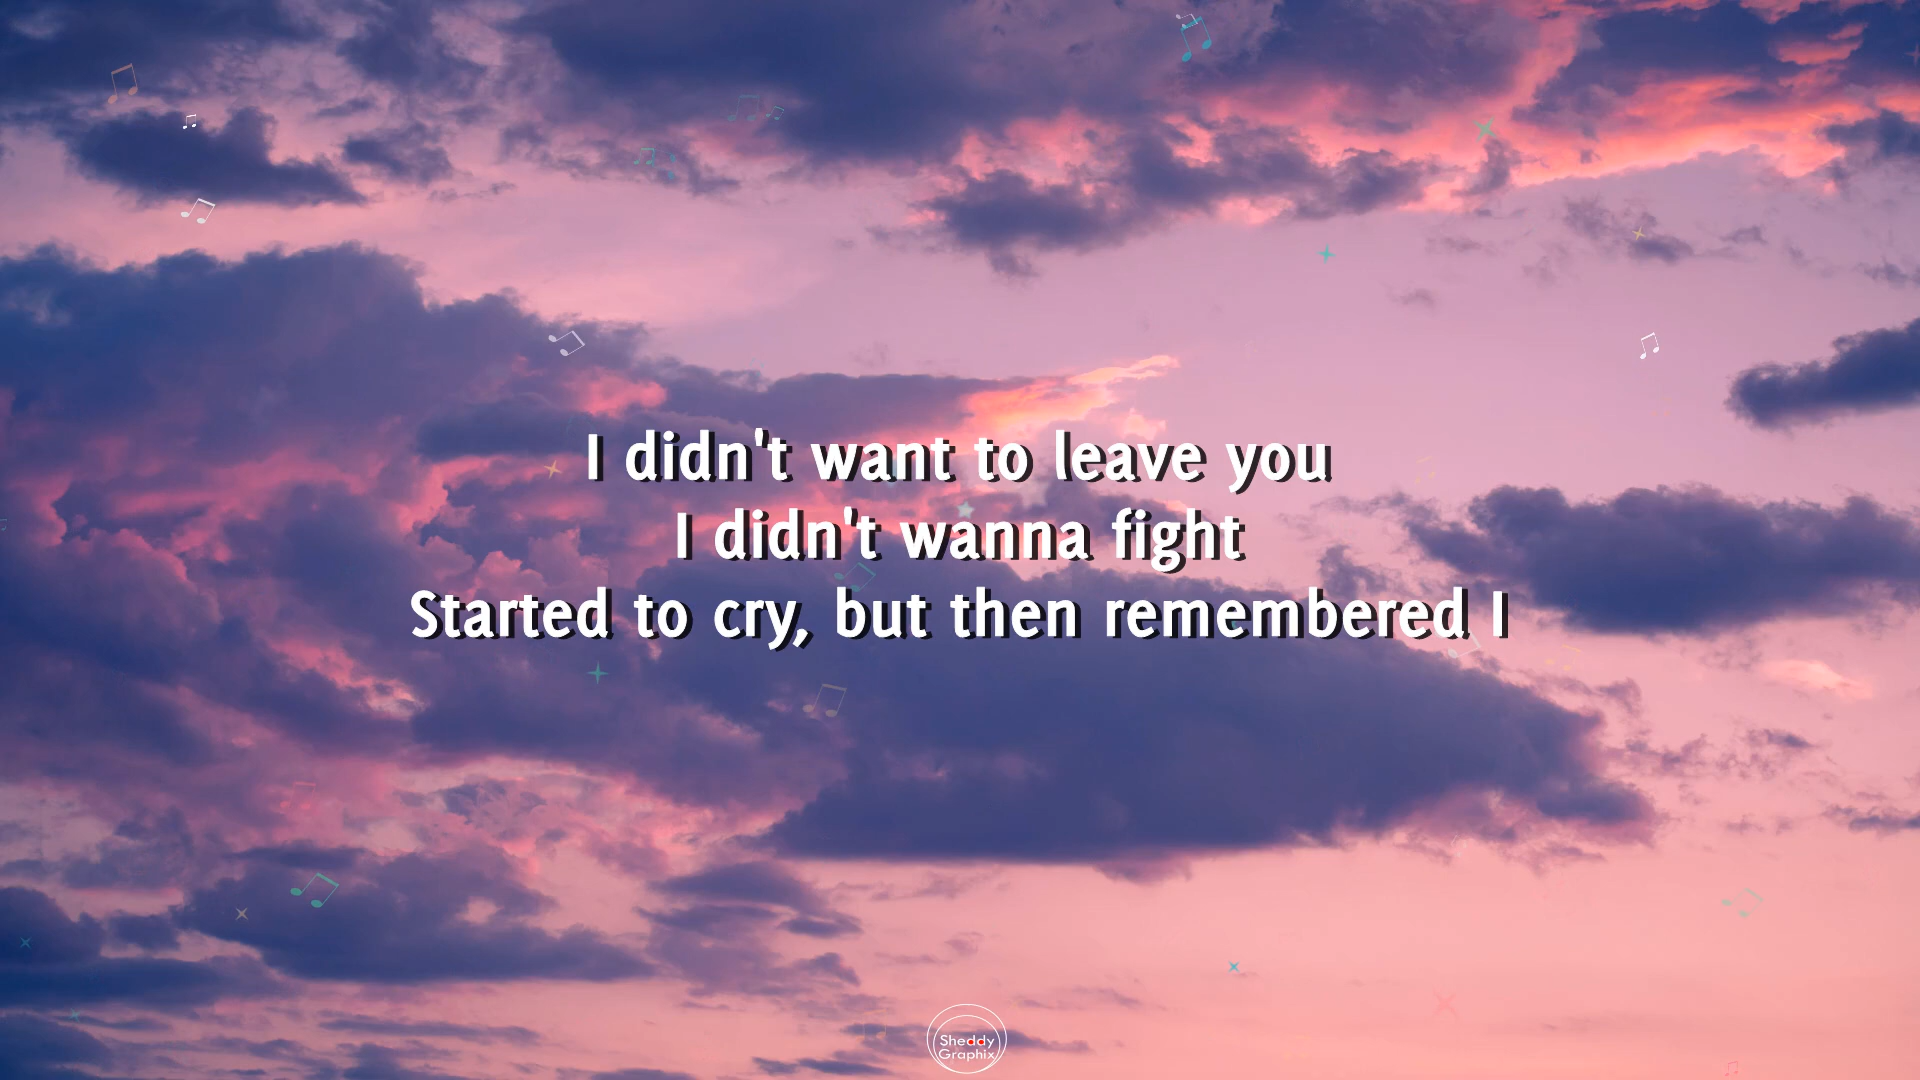 I didn't want to leave you
I didn't wanna fight
Started to cry, but then remembered I
Sheddy
Graphix